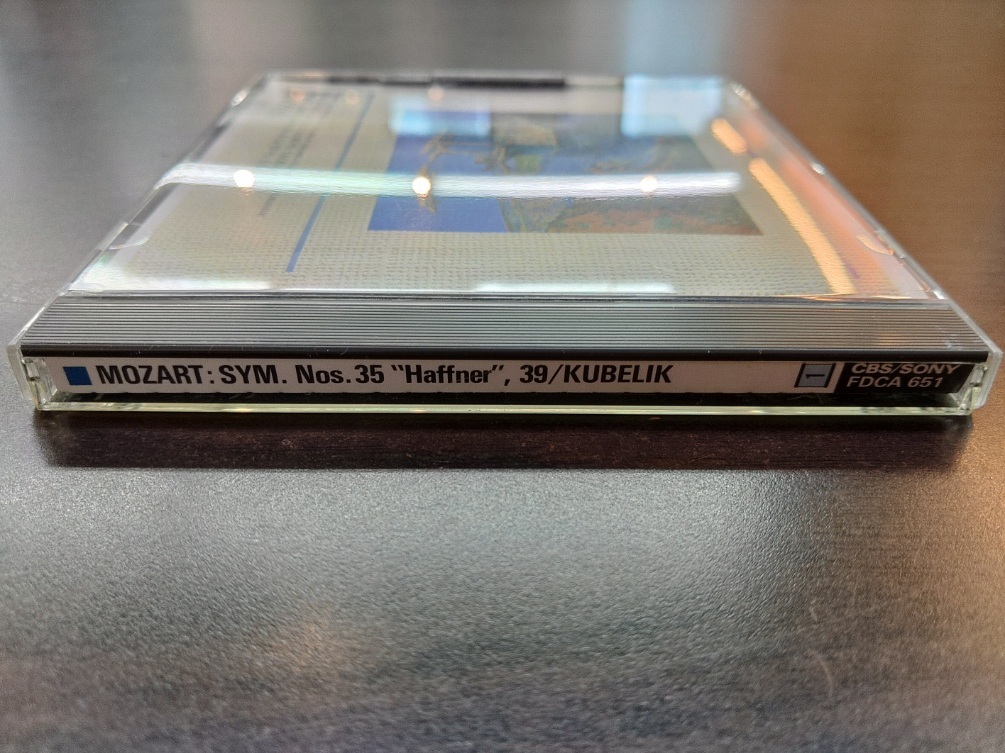 MOZART: SYM. Nos. 35 "Haffner", 39/KUBELIK
1
CBS/SONY
FDCA 651